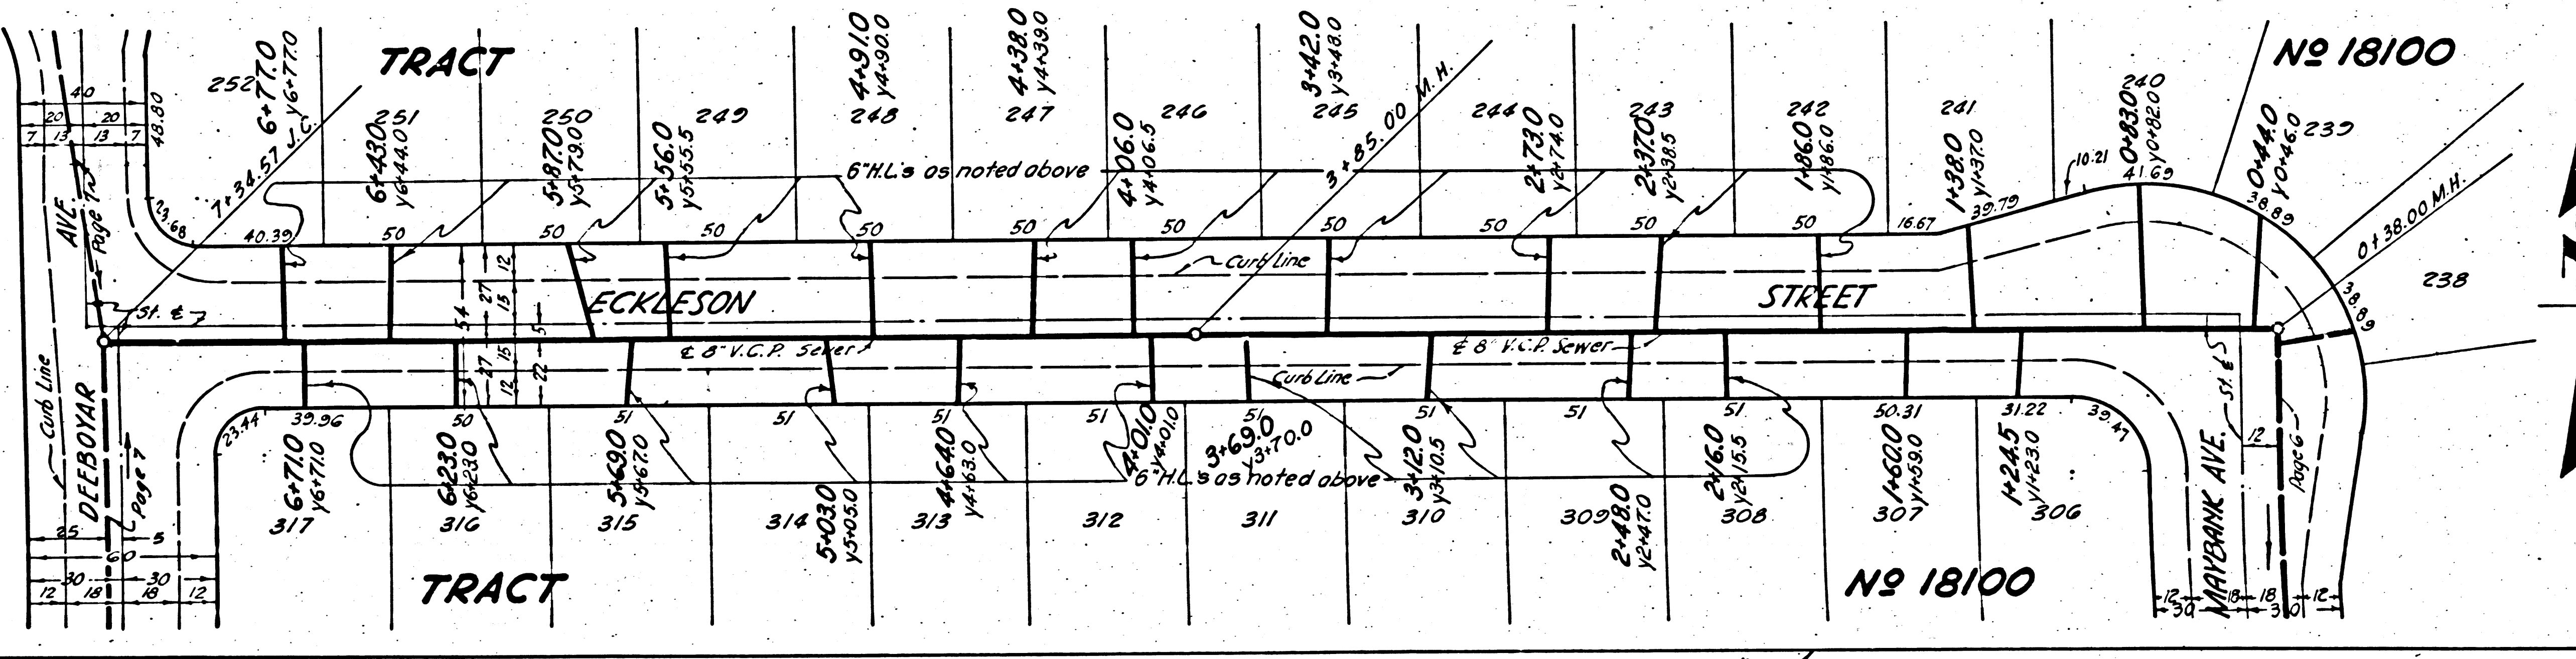 TRACT
Nº 18100
252
6+77.0
y6+77.0
7+34.57 J.C.
251
6+43.0
y6+44.0
250
5+87.0
y5+79.0
5+56.0
y5+55.5
249
4+91.0
y4+90.0
248
4+38.0
y4+39.0
247
4+06.0
y4+06.5
246
3+42.0
y3+48.0
245
3+85.00 M.H.
244
2+73.0
y2+74.0
243
2+37.0
y2+38.5
242
1+86.0
y1+86.0
241
1+38.0
y1+37.0
240
0+83.0
y0+82.00
0+44.0
y0+46.0
239
0+38.00 M.H.
238
40
20 20
7 13 13 7
48.80
AVE.
Page 7
23.68
6"H.L's as noted above
40.39 50 50 50 50 50 50 50 50 50 50 16.67 39.79 10.21 41.69 38.89
38.89
Curb Line
12
27
15
54
5
15
27
12
22
ECKLESON
STREET
St. ℄
℄ 8" V.C.P. Sewer
℄ 8" V.C.P. Sewer
Curb Line
St. ℄
Curb Line
DEEBOYAR
Page 7
23.44 39.96 50 51 51 51 51 51 51 51 50.31 31.22 39.47
6+71.0
y6+71.0
6+23.0
y6+23.0
5+69.0
y5+67.0
5+03.0
y5+05.0
4+64.0
y4+63.0
4+01.0
y4+01.0
3+69.0
y3+70.0
3+12.0
y3+10.5
2+48.0
y2+47.0
2+16.0
y2+15.5
1+60.0
y1+59.0
1+24.5
y1+23.0
6"H.L's as noted above
317 316 315 314 313 312 311 310 309 308 307 306
MAYBANK AVE.
12
Page 6
25 5
60
30 30
12 18 18 12
TRACT
Nº 18100
12 18 18 12
30 30